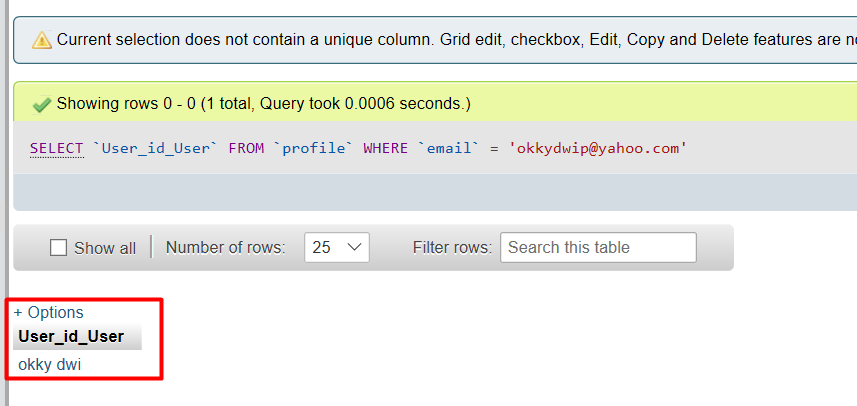 Current selection does not contain a unique column. Grid edit, checkbox, Edit, Copy and Delete features are
Showing rows 0 - 0 (1 total, Query took 0.0006 seconds.)
SELECT `User_id_User` FROM `profile` WHERE `email` = 'okkydwip@yahoo.com'
Show all Number of rows: 25 Filter rows: Search this table
+ Options
User_id_User
okky dwi